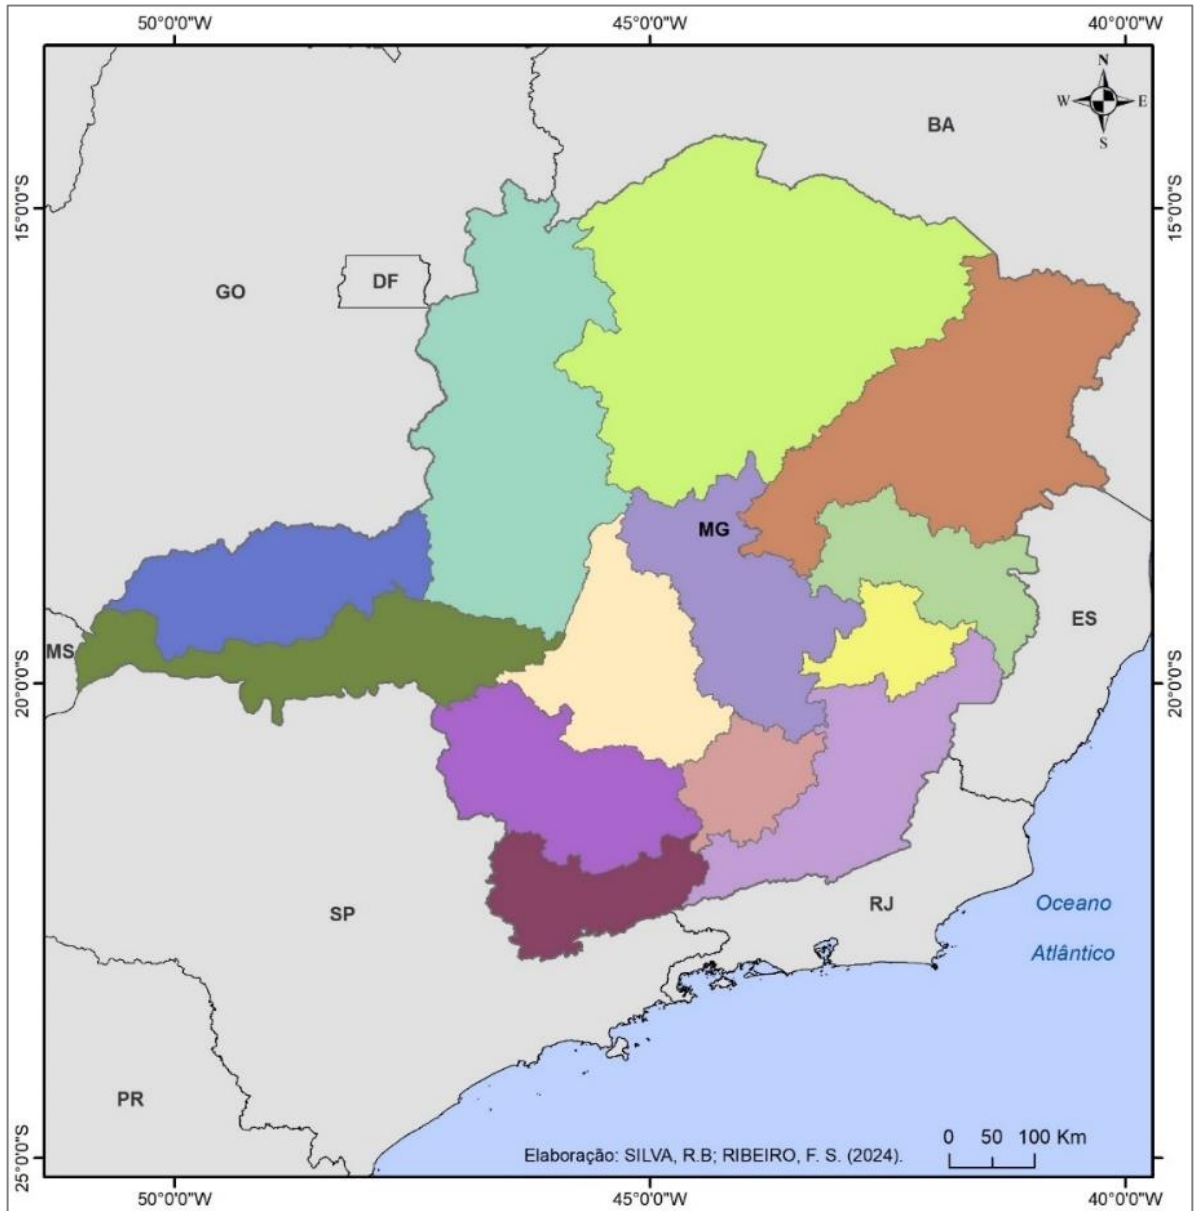 50°0'0"W 45°0'0"W 40°0'0"W
N
W E
S
BA
15°0'0"S 15°0'0"S
DF
GO
MG
ES
MS
20°0'0"S 20°0'0"S
RJ
Oceano
SP
Atlântico
PR
0 50 100 Km
Elaboração: SILVA, R.B; RIBEIRO, F. S. (2024).
25°0'0"S
50°0'0"W 45°0'0"W 40°0'0"W